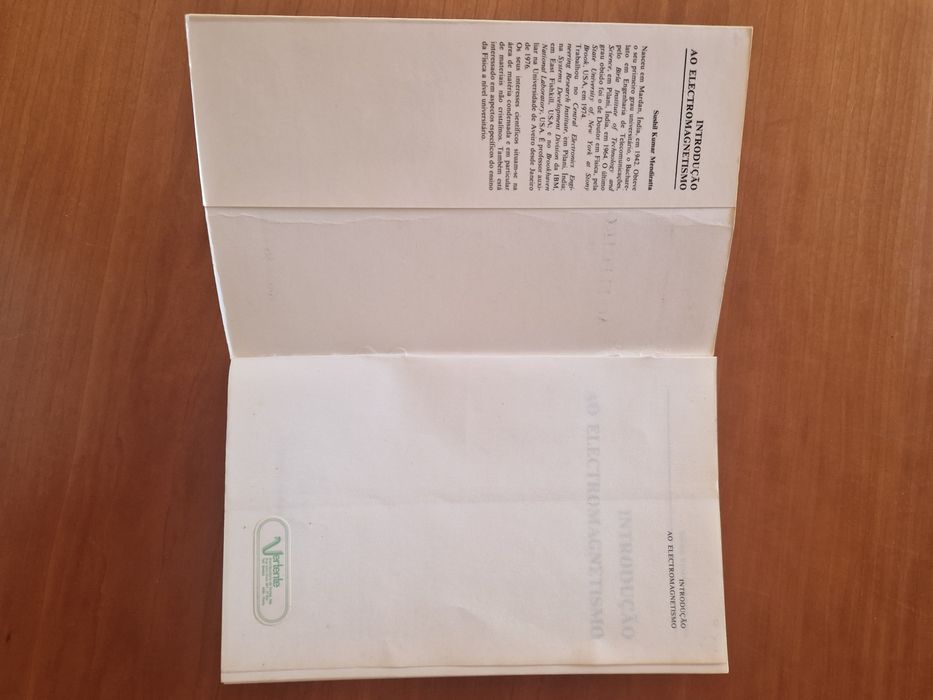 INTRODUÇÃO
AO ELECTROMAGNETISMO
Sushil Kumar Mendiratta
Nasceu em Mardan, Índia, em 1942. Obteve
o seu primeiro grau universitário, o Bacharelato
lato em Engenharia de Telecomunicações,
pelo Birla Institute of Technology and
Science, em Pilani, Índia, em 1964. O último
grau obtido foi o de Doutor em Física, pela
State University of New York at Stony
Brook, USA, em 1974.
Trabalhou no Central Electronics Engi-
neering Research Institute, em Pilani, Índia;
na Systems Development Division da IBM,
em East Fishkill, USA; e no Brookhaven
National Laboratory, USA. É professor auxi-
liar na Universidade de Aveiro desde Janeiro
de 1976.
Os seus interesses científicos situam-se na
área de matéria condensada e em particular
de materiais não cristalinos. Também está
interessado em aspectos específicos do ensino
da Física a nível universitário.
INTRODUÇÃO
AO ELECTROMAGNETISMO
INTRODUÇÃO
AO ELECTROMAGNETISMO
Vertente